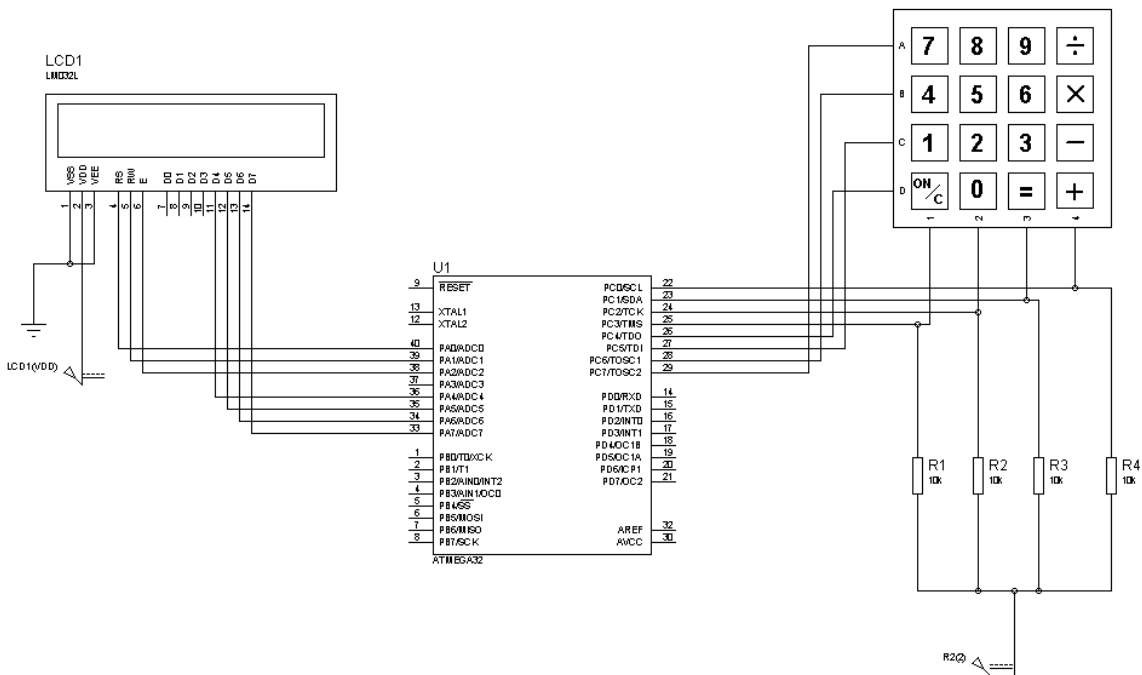 LCD1
LM032L
VSS
VDD
VEE
RS
RW
E
D0
D1
D2
D3
D4
D5
D6
D7
1
2
3
4
5
6
7
8
9
10
11
12
13
14
LCD1(VDD)
A
B
C
D
7 8 9 ÷
4 5 6 ×
1 2 3 −
ON/C 0 = +
1 2 3 4
U1
9 RESET
13 XTAL1
12 XTAL2
40 PA0/ADC0
39 PA1/ADC1
38 PA2/ADC2
37 PA3/ADC3
36 PA4/ADC4
35 PA5/ADC5
34 PA6/ADC6
33 PA7/ADC7
1 PB0/T0/XCK
2 PB1/T1
3 PB2/AIN0/INT2
4 PB3/AIN1/OC0
5 PB4/SS
6 PB5/MOSI
7 PB6/MISO
8 PB7/SCK
PC0/SCL 22
PC1/SDA 23
PC2/TCK 24
PC3/TMS 25
PC4/TDO 26
PC5/TDI 27
PC6/TOSC1 28
PC7/TOSC2 29
PD0/RXD 14
PD1/TXD 15
PD2/INT0 16
PD3/INT1 17
PD4/OC1B 18
PD5/OC1A 19
PD6/ICP1 20
PD7/OC2 21
AREF 32
AVCC 30
ATMEGA32
R1
10k
R2
10k
R3
10k
R4
10k
R2(2)